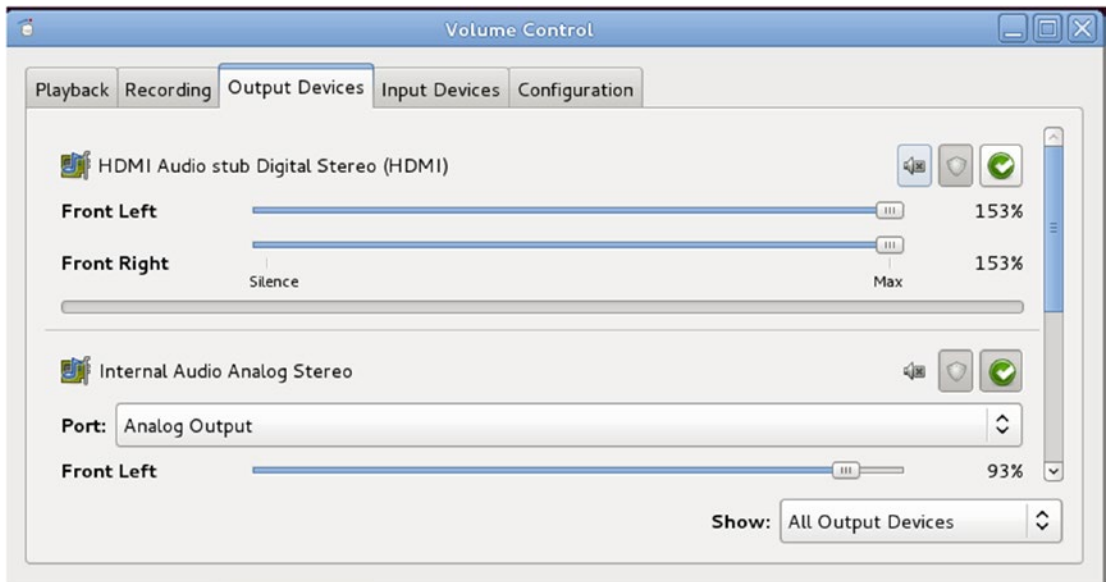 Volume Control
Playback Recording Output Devices Input Devices Configuration
HDMI Audio stub Digital Stereo (HDMI)
Front Left 153%
Front Right 153%
Silence Max
Internal Audio Analog Stereo
Port: Analog Output
Front Left 93%
Show: All Output Devices